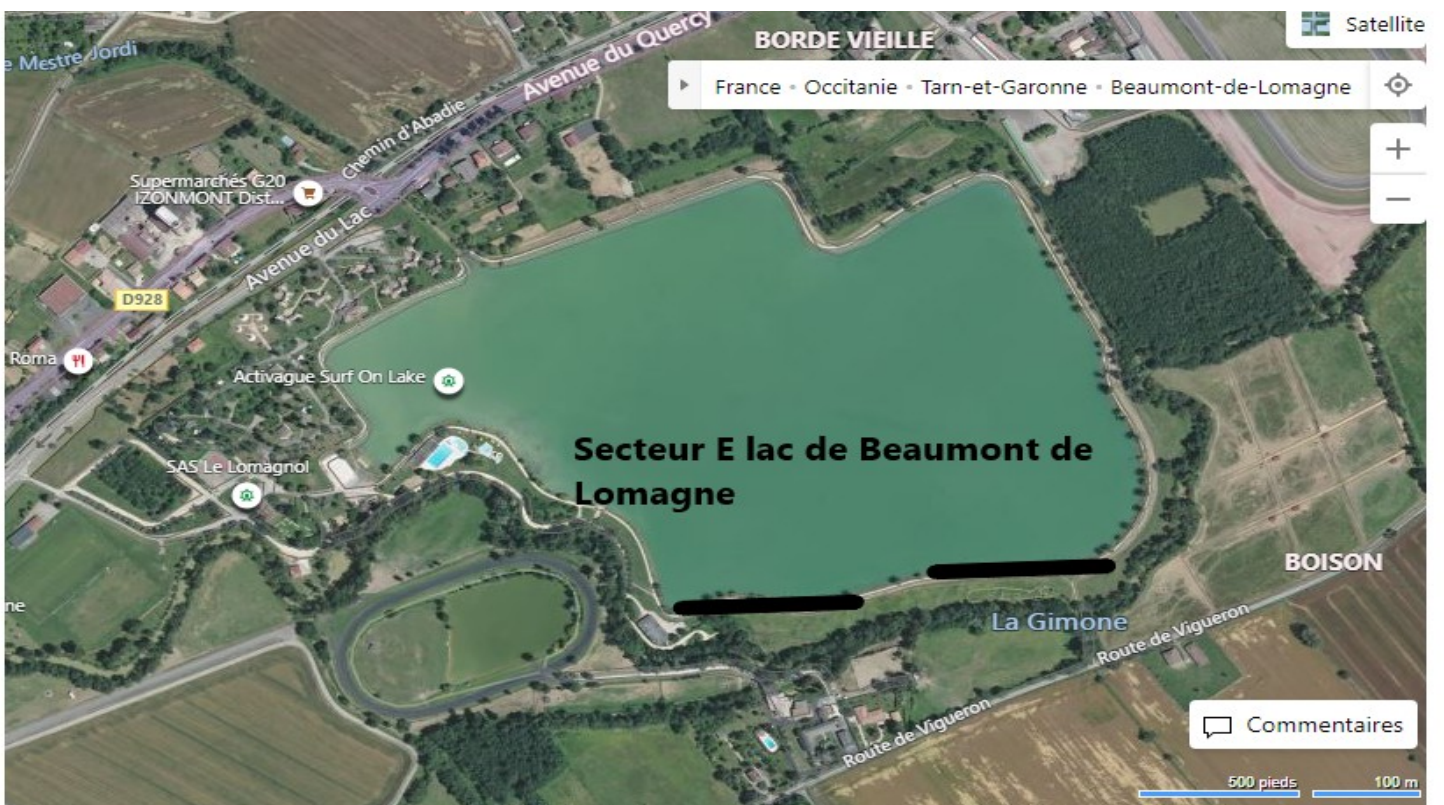 e Mestre Jordi
Avenue du Quercy
BORDE VIEILLE
Satellite
France • Occitanie • Tarn-et-Garonne • Beaumont-de-Lomagne
Chemin d'Abadie
+
−
Supermarchés G20
IZONMONT Dist...
Avenue du Lac
D928
Roma
Activague Surf On Lake
Secteur E lac de Beaumont de
Lomagne
SAS Le Lomagnol
BOISON
ne
La Gimone
Route de Vigueron
Route de Vigueron
Commentaires
500 pieds
100 m